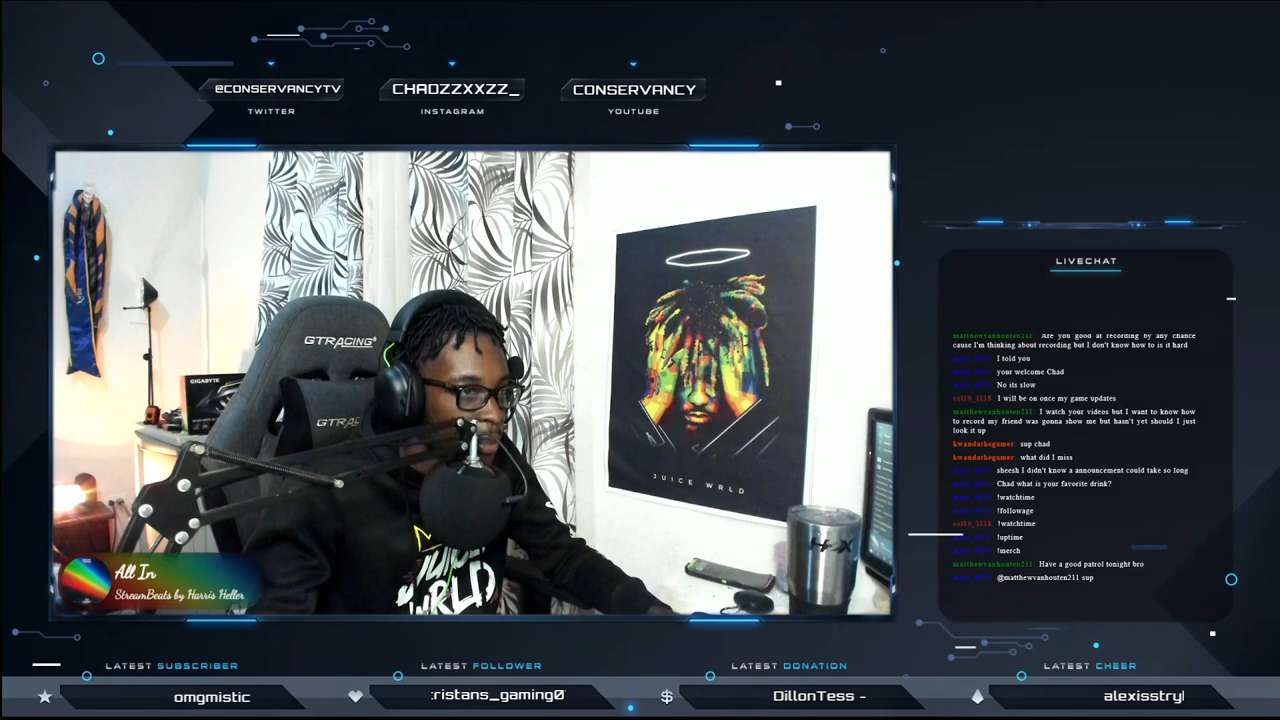 @CONSERVANCYTV
CHADZZXXZZ_
CONSERVANCY
TWITTER
INSTAGRAM
YOUTUBE
GTRACING
GIGABYTE
GTRAC
JUICE WRLD
WRLD
All In
StreamBeats by Harris Heller
LIVECHAT
matthewvanhouten211: Are you good at recording by any chance
cause I'm thinking about recording but I don't know how to is it hard
I told you
your welcome Chad
No its slow
I will be on once my game updates
matthewvanhouten211: I watch your videos but I want to know how
to record my friend was gonna show me but hasn't yet should I just
look it up
kwandathegamer: sup chad
kwandathegamer: what did I miss
sheesh I didn't know a announcement could take so long
Chad what is your favorite drink?
!watchtime
!followage
!watchtime
!uptime
!merch
matthewvanhouten211: Have a good patrol tonight bro
@matthewvanhouten211 sup
LATEST SUBSCRIBER
LATEST FOLLOWER
LATEST DONATION
LATEST CHEER
omgmistic
:ristans_gaming0
$
DillonTess -
alexisstry